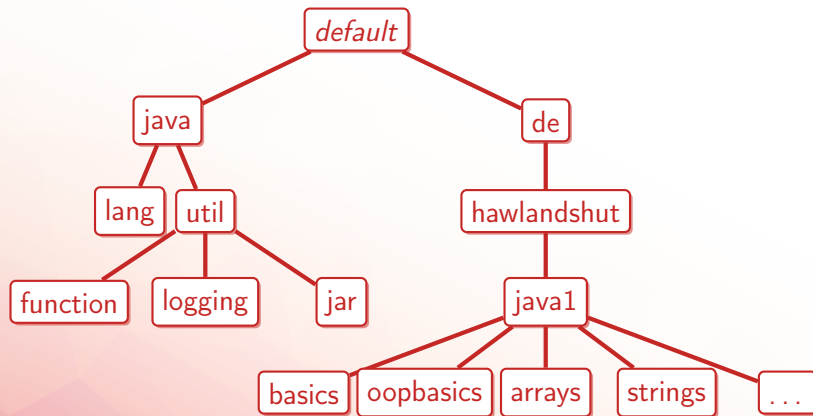 default
java
de
lang
util
hawlandshut
function
logging
jar
java1
basics
oopbasics
arrays
strings
...